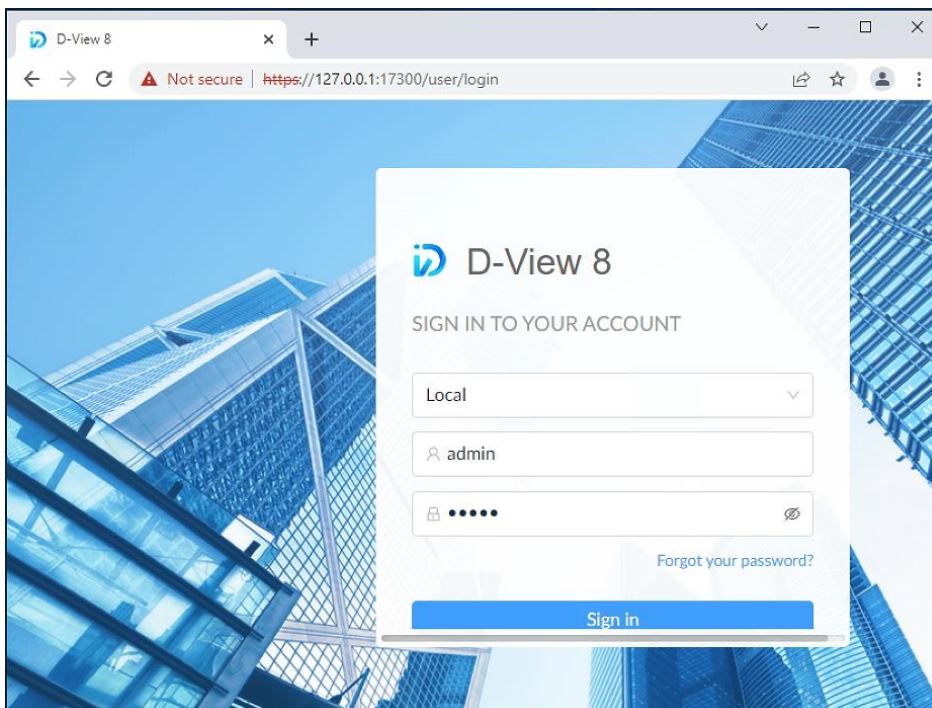 D-View 8
Not secure | https://127.0.0.1:17300/user/login
D-View 8
SIGN IN TO YOUR ACCOUNT
Local
admin
•••••
Forgot your password?
Sign in